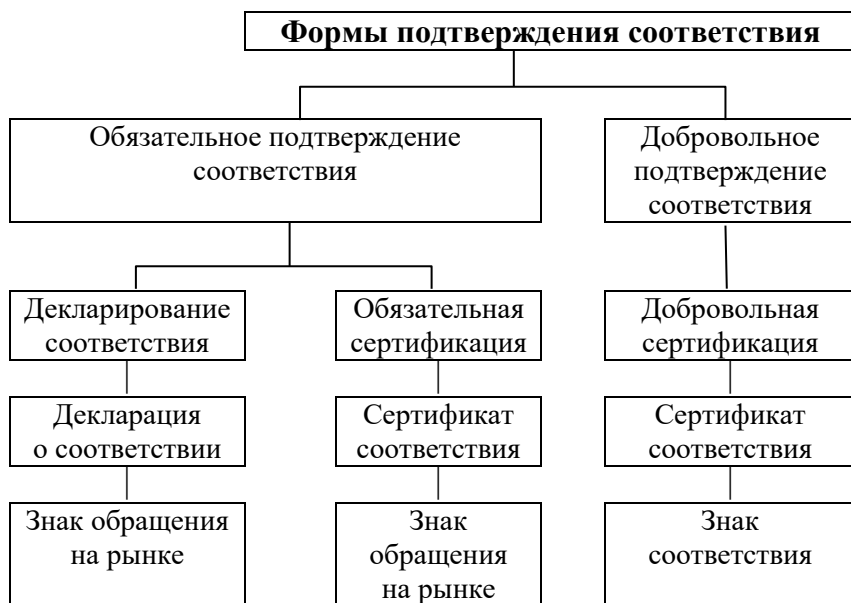 Формы подтверждения соответствия
Обязательное подтверждение
соответствия
Добровольное
подтверждение
соответствия
Декларирование
соответствия
Обязательная
сертификация
Добровольная
сертификация
Декларация
о соответствии
Сертификат
соответствия
Сертификат
соответствия
Знак обращения
на рынке
Знак
обращения
на рынке
Знак
соответствия